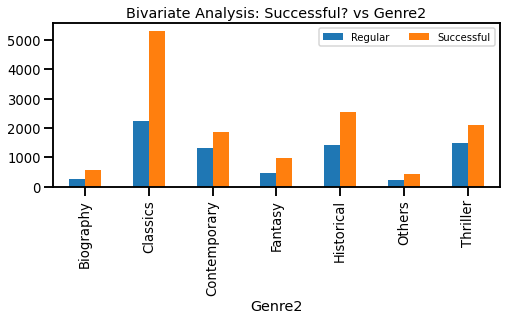 Bivariate Analysis: Successful? vs Genre2
Regular Successful
5000
4000
3000
2000
1000
0
Biography
Classics
Contemporary
Fantasy
Historical
Others
Thriller
Genre2